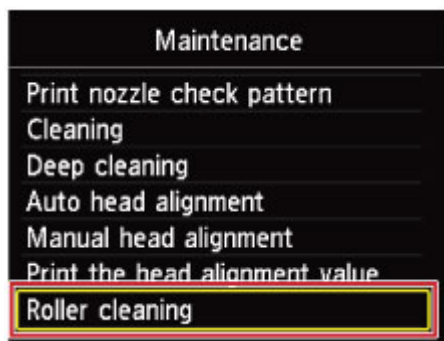 Maintenance
Print nozzle check pattern
Cleaning
Deep cleaning
Auto head alignment
Manual head alignment
Print the head alignment value
Roller cleaning